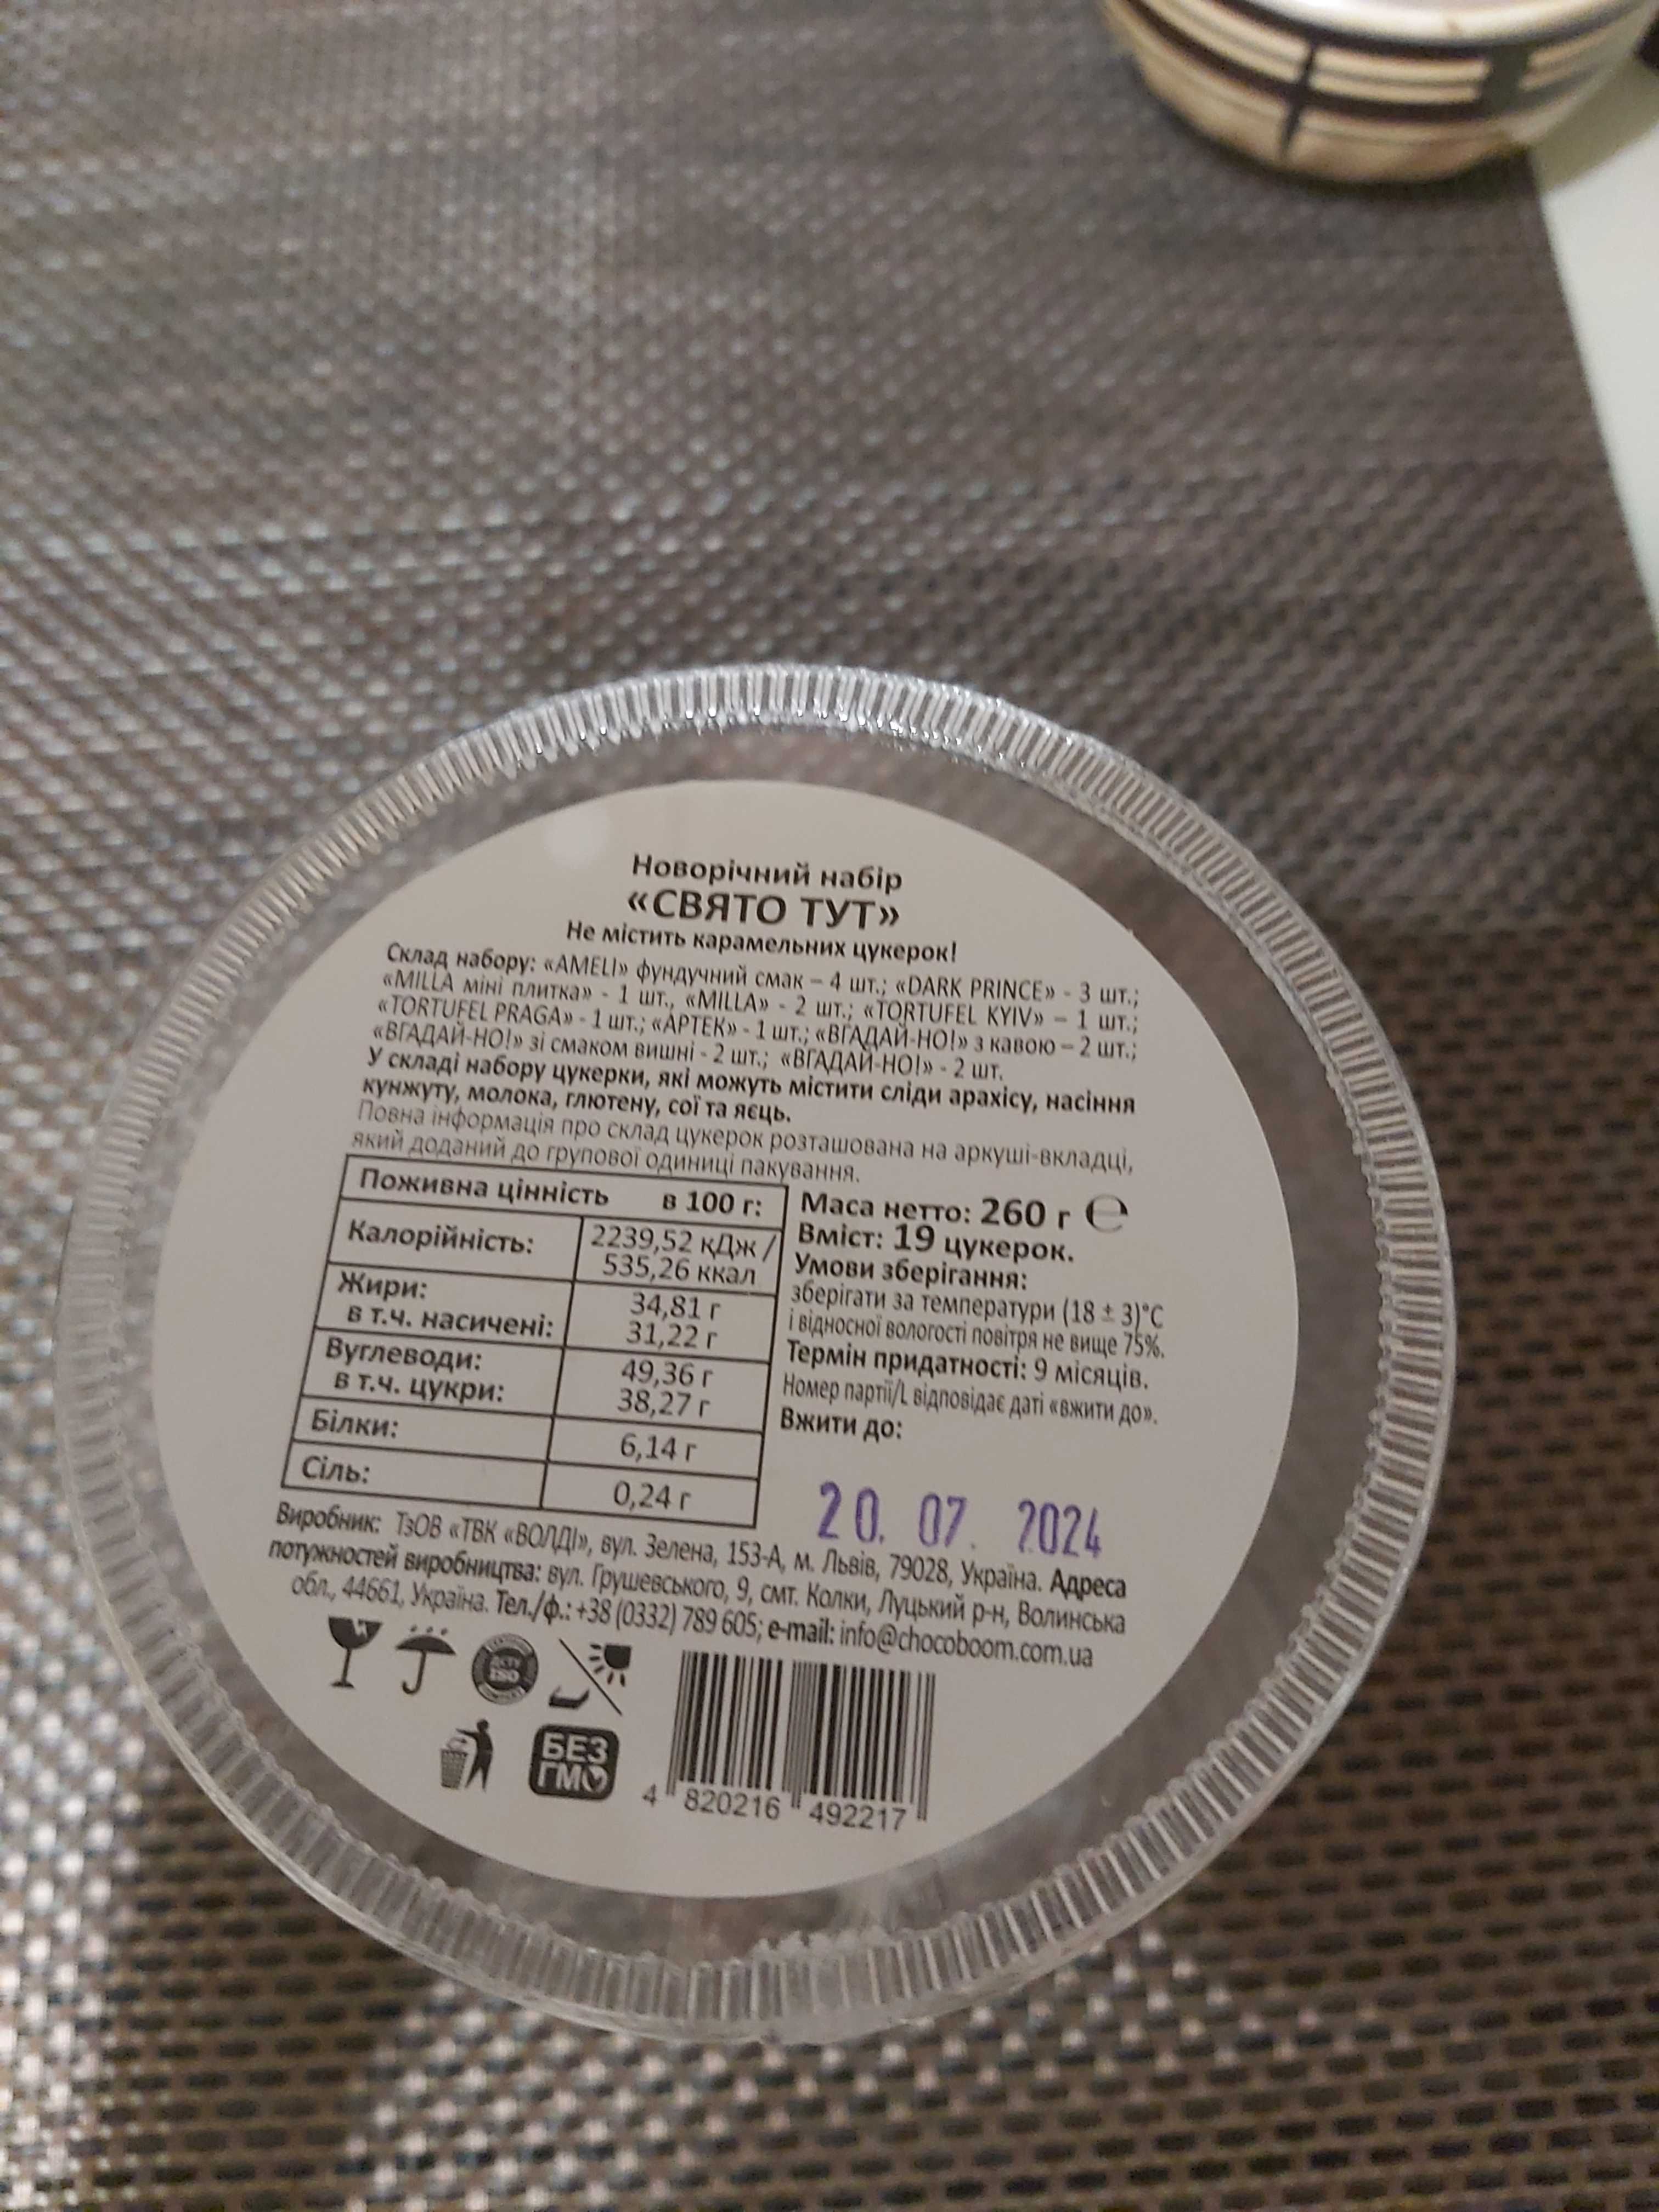 Новорічний набір
«СВЯТО ТУТ»
Не містить карамельних цукерок!
Склад набору: «AMELI» фундучний смак – 4 шт.; «DARK PRINCE» - 3 шт.;
«MILLA міні плитка» - 1 шт., «MILLA» - 2 шт.; «TORTUFEL KYIV» – 1 шт.;
«TORTUFEL PRAGA» - 1 шт.; «АРТЕК» - 1 шт.; «ВГАДАЙ-НО!» з кавою – 2 шт.;
«ВГАДАЙ-НО!» зі смаком вишні - 2 шт.; «ВГАДАЙ-НО!» - 2 шт.
У складі набору цукерки, які можуть містити сліди арахісу, насіння
кунжуту, молока, глютену, сої та яєць.
Повна інформація про склад цукерок розташована на аркуші-вкладці,
який доданий до групової одиниці пакування.
Поживна цінність в 100 г:
Калорійність: 2239,52 кДж /
535,26 ккал
Жири: 34,81 г
в т.ч. насичені: 31,22 г
Вуглеводи: 49,36 г
в т.ч. цукри: 38,27 г
Білки: 6,14 г
Сіль: 0,24 г
Маса нетто: 260 г ℮
Вміст: 19 цукерок.
Умови зберігання:
зберігати за температури (18 ± 3)°С
і відносної вологості повітря не вище 75%.
Термін придатності: 9 місяців.
Номер партії/L відповідає даті «вжити до».
Вжити до:
20. 07. 2024
Виробник: ТзОВ «ТВК «ВОЛДІ», вул. Зелена, 153-А, м. Львів, 79028, Україна. Адреса
потужностей виробництва: вул. Грушевського, 9, смт. Колки, Луцький р-н, Волинська
обл., 44661, Україна. Тел./ф.: +38 (0332) 789 605; e-mail: info@chocoboom.com.ua
ДСТУ
ISO
БЕЗ
ГМО
4 820216 492217